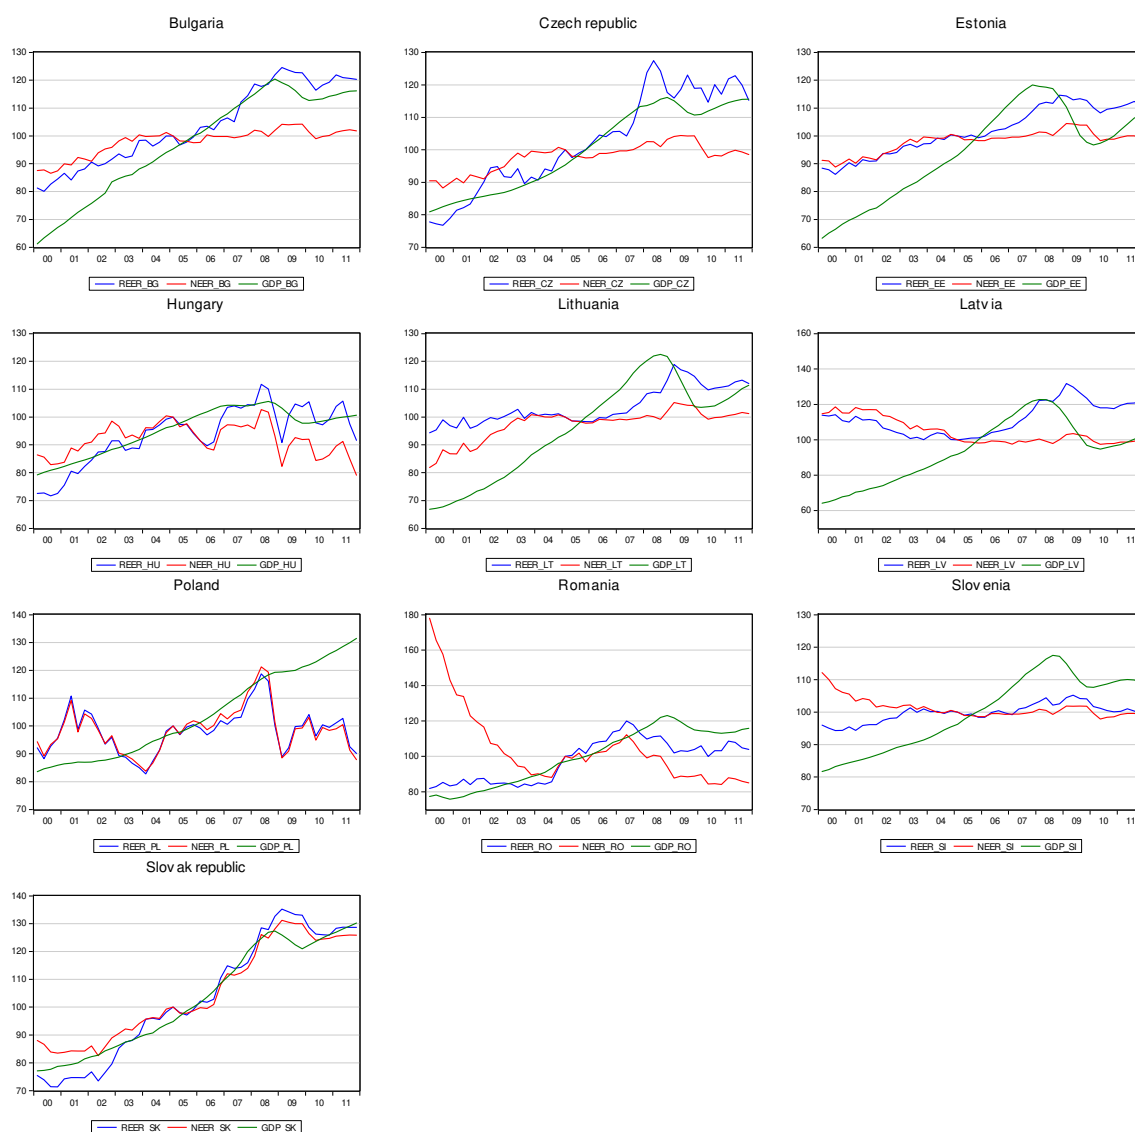 Bulgaria
130
120
110
100
90
80
70
60
00 01 02 03 04 05 06 07 08 09 10 11
REER_BG NEER_BG GDP_BG
Czech republic
130
120
110
100
90
80
70
00 01 02 03 04 05 06 07 08 09 10 11
REER_CZ NEER_CZ GDP_CZ
Estonia
130
120
110
100
90
80
70
60
00 01 02 03 04 05 06 07 08 09 10 11
REER_EE NEER_EE GDP_EE
Hungary
130
120
110
100
90
80
70
60
00 01 02 03 04 05 06 07 08 09 10 11
REER_HU NEER_HU GDP_HU
Lithuania
130
120
110
100
90
80
70
60
00 01 02 03 04 05 06 07 08 09 10 11
REER_LT NEER_LT GDP_LT
Latvia
160
140
120
100
80
60
00 01 02 03 04 05 06 07 08 09 10 11
REER_LV NEER_LV GDP_LV
Poland
140
130
120
110
100
90
80
70
00 01 02 03 04 05 06 07 08 09 10 11
REER_PL NEER_PL GDP_PL
Romania
180
160
140
120
100
80
00 01 02 03 04 05 06 07 08 09 10 11
REER_RO NEER_RO GDP_RO
Slovenia
130
120
110
100
90
80
70
00 01 02 03 04 05 06 07 08 09 10 11
REER_SI NEER_SI GDP_SI
Slovak republic
140
130
120
110
100
90
80
70
00 01 02 03 04 05 06 07 08 09 10 11
REER_SK NEER_SK GDP_SK